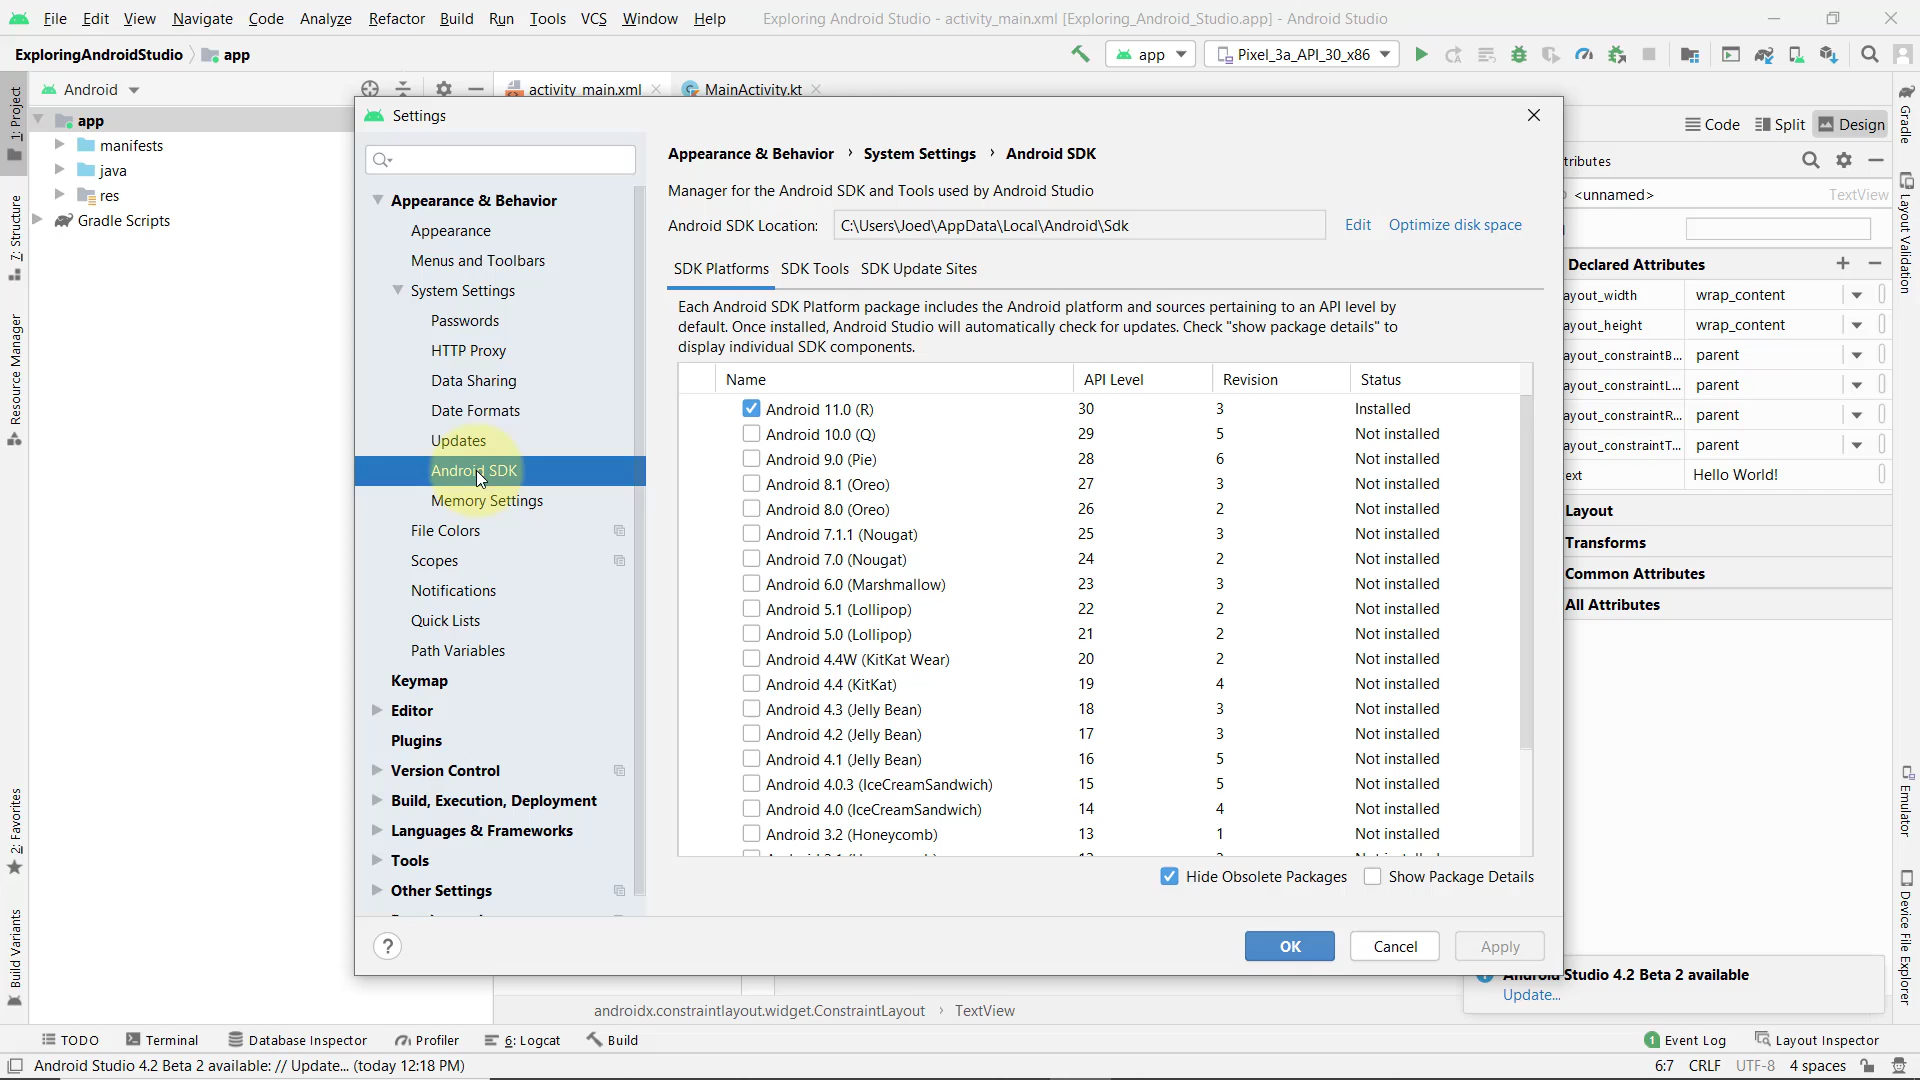 File Edit View Navigate Code Analyze Refactor Build Run Tools VCS Window Help Exploring Android Studio - activity_main.xml [Exploring_Android_Studio.app] - Android Studio
ExploringAndroidStudio app
app Pixel_3a_API_30_x86
Android
activity_main.xml MainActivity.kt
1: Project
7: Structure
Resource Manager
2: Favorites
Build Variants
app
manifests
java
res
Gradle Scripts
Settings
Appearance & Behavior
Appearance
Menus and Toolbars
System Settings
Passwords
HTTP Proxy
Data Sharing
Date Formats
Updates
Android SDK
Memory Settings
File Colors
Scopes
Notifications
Quick Lists
Path Variables
Keymap
Editor
Plugins
Version Control
Build, Execution, Deployment
Languages & Frameworks
Tools
Other Settings
?
Appearance & Behavior › System Settings › Android SDK
Manager for the Android SDK and Tools used by Android Studio
Android SDK Location: C:\Users\Joed\AppData\Local\Android\Sdk Edit Optimize disk space
SDK Platforms SDK Tools SDK Update Sites
Each Android SDK Platform package includes the Android platform and sources pertaining to an API level by
default. Once installed, Android Studio will automatically check for updates. Check "show package details" to
display individual SDK components.
Name API Level Revision Status
Android 11.0 (R) 30 3 Installed
Android 10.0 (Q) 29 5 Not installed
Android 9.0 (Pie) 28 6 Not installed
Android 8.1 (Oreo) 27 3 Not installed
Android 8.0 (Oreo) 26 2 Not installed
Android 7.1.1 (Nougat) 25 3 Not installed
Android 7.0 (Nougat) 24 2 Not installed
Android 6.0 (Marshmallow) 23 3 Not installed
Android 5.1 (Lollipop) 22 2 Not installed
Android 5.0 (Lollipop) 21 2 Not installed
Android 4.4W (KitKat Wear) 20 2 Not installed
Android 4.4 (KitKat) 19 4 Not installed
Android 4.3 (Jelly Bean) 18 3 Not installed
Android 4.2 (Jelly Bean) 17 3 Not installed
Android 4.1 (Jelly Bean) 16 5 Not installed
Android 4.0.3 (IceCreamSandwich) 15 5 Not installed
Android 4.0 (IceCreamSandwich) 14 4 Not installed
Android 3.2 (Honeycomb) 13 1 Not installed
Hide Obsolete Packages Show Package Details
OK Cancel Apply
Code Split Design
tributes
<unnamed> TextView
Declared Attributes
ayout_width wrap_content
ayout_height wrap_content
ayout_constraintB... parent
ayout_constraintL... parent
ayout_constraintR... parent
ayout_constraintT... parent
ext Hello World!
Layout
Transforms
Common Attributes
All Attributes
Gradle
Layout Validation
Emulator
Device File Explorer
Android Studio 4.2 Beta 2 available
Update...
androidx.constraintlayout.widget.ConstraintLayout › TextView
TODO Terminal Database Inspector Profiler 6: Logcat Build 1 Event Log Layout Inspector
Android Studio 4.2 Beta 2 available: // Update... (today 12:18 PM) 6:7 CRLF UTF-8 4 spaces